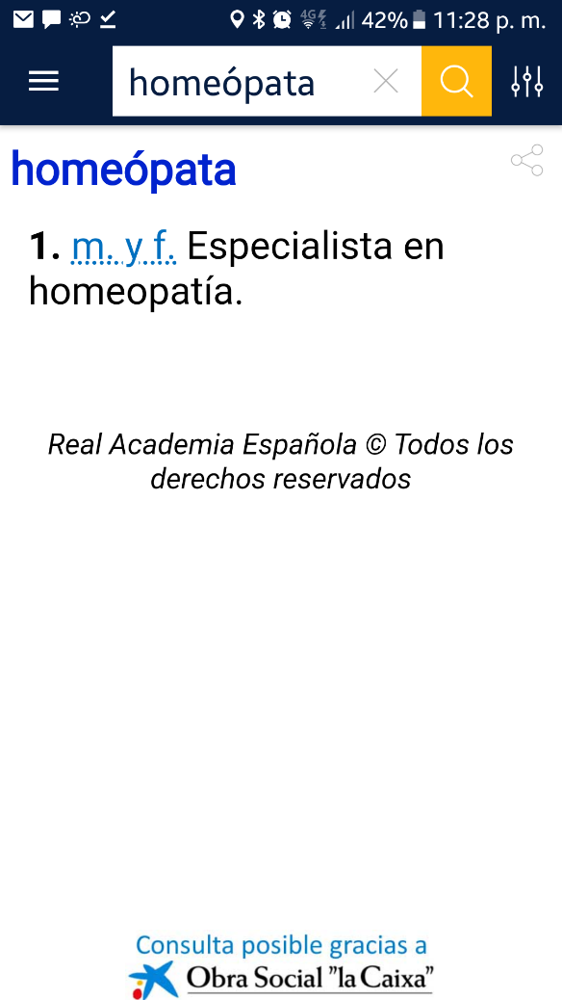 4G 42% 11:28 p. m.
homeópata
homeópata
1. m. y f. Especialista en
homeopatía.
Real Academia Española © Todos los
derechos reservados
Consulta posible gracias a
Obra Social "la Caixa"